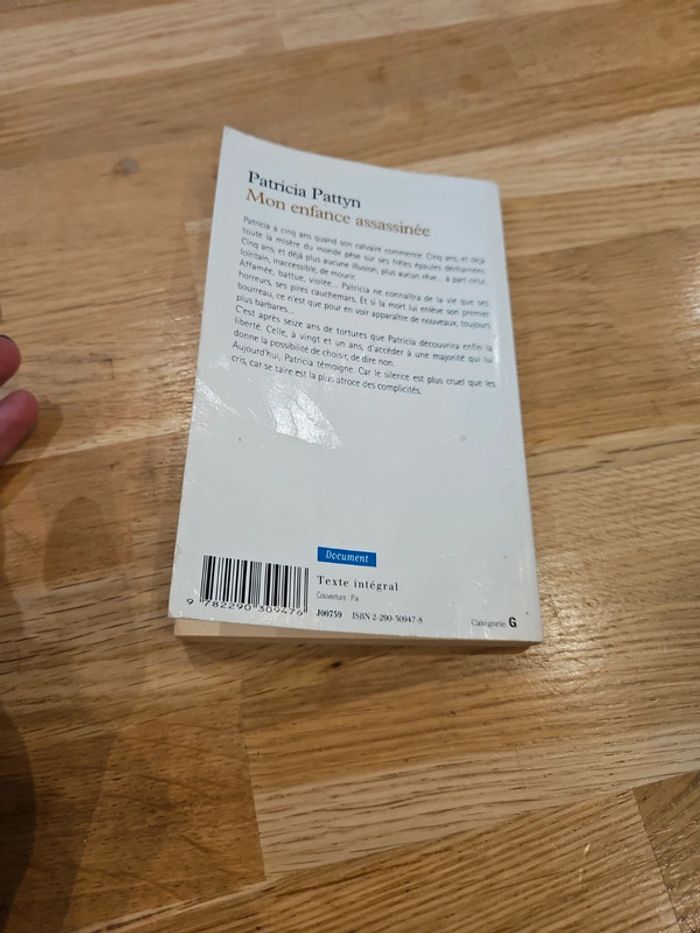 Patricia Pattyn
Mon enfance assassinée
Patricia a cinq ans quand son calvaire commence. Cinq ans, et déjà
toute la misère du monde pèse sur ses frêles épaules décharnées.
Cinq ans, et déjà plus aucune illusion, plus aucun rêve... à part celui,
lointain, inaccessible, de mourir.
Affamée, battue, violée... Patricia ne connaîtra de la vie que ses
horreurs, ses pires cauchemars. Et si la mort lui enlève son premier
bourreau, ce n'est que pour en voir apparaître de nouveaux, toujours
plus barbares...
C'est après seize ans de tortures que Patricia découvrira enfin la
liberté. Celle, à vingt et un ans, d'accéder à une majorité qui lui
donne la possibilité de choisir, de dire non.
Aujourd'hui, Patricia témoigne. Car le silence est plus cruel que les
cris, car se taire est la plus atroce des complicités.
Document
Texte intégral
Couverture : Pix
J00759 ISBN 2-290-30947-8
9 782290 309476
Catégorie G